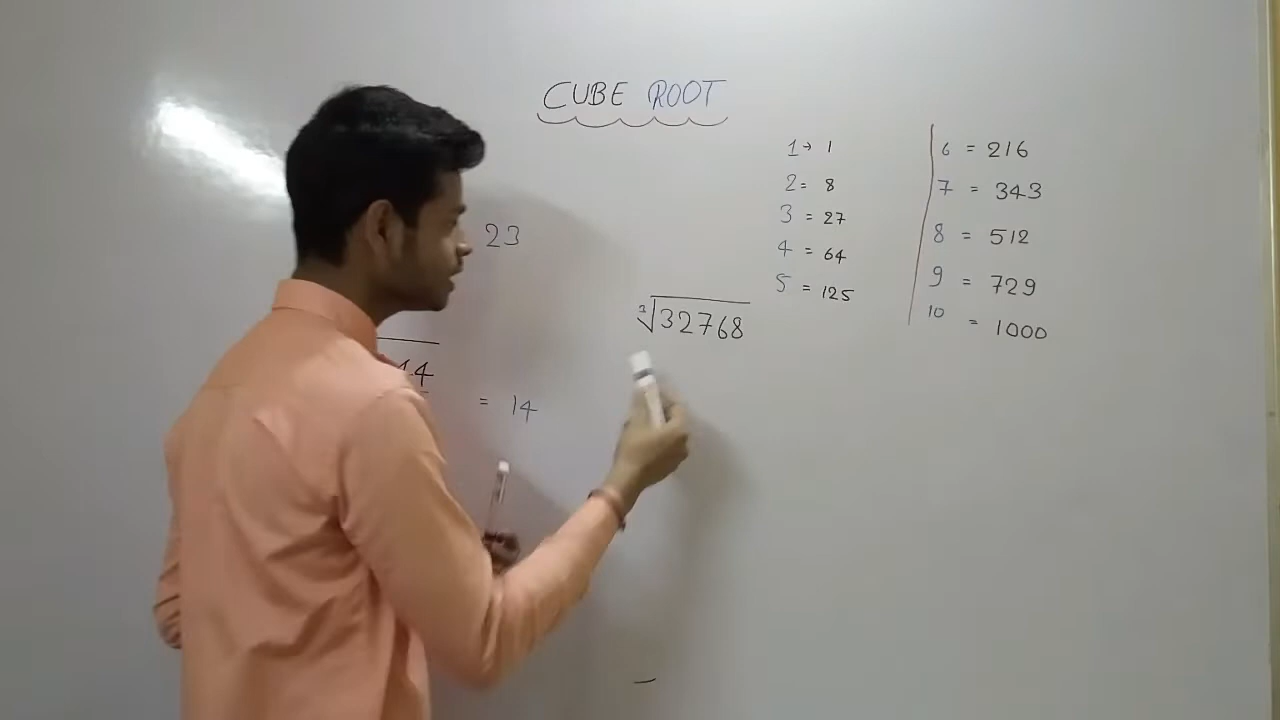 CUBE ROOT
1 → 1
2 = 8
3 = 27
4 = 64
5 = 125
6 = 216
7 = 343
8 = 512
9 = 729
10 = 1000
23
∛32768
44
= 14